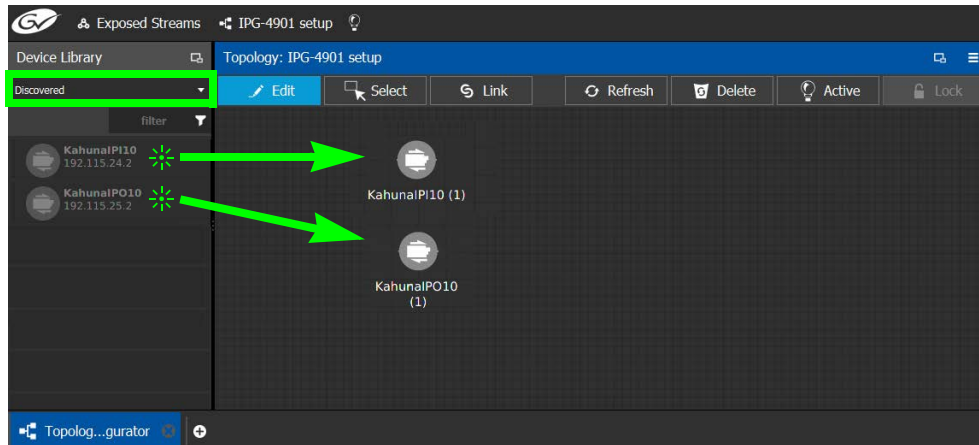 GV Exposed Streams IPG-4901 setup
Device Library
Topology: IPG-4901 setup
Discovered
Edit Select Link Refresh Delete Active Lock
filter
KahunaIPI10
192.115.24.2
KahunaIPO10
192.115.25.2
KahunaIPI10 (1)
KahunaIPO10
(1)
Topolog...gurator